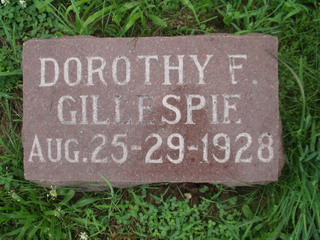 DOROTHY F.
GILLESPIE
AUG. 25-29-1928